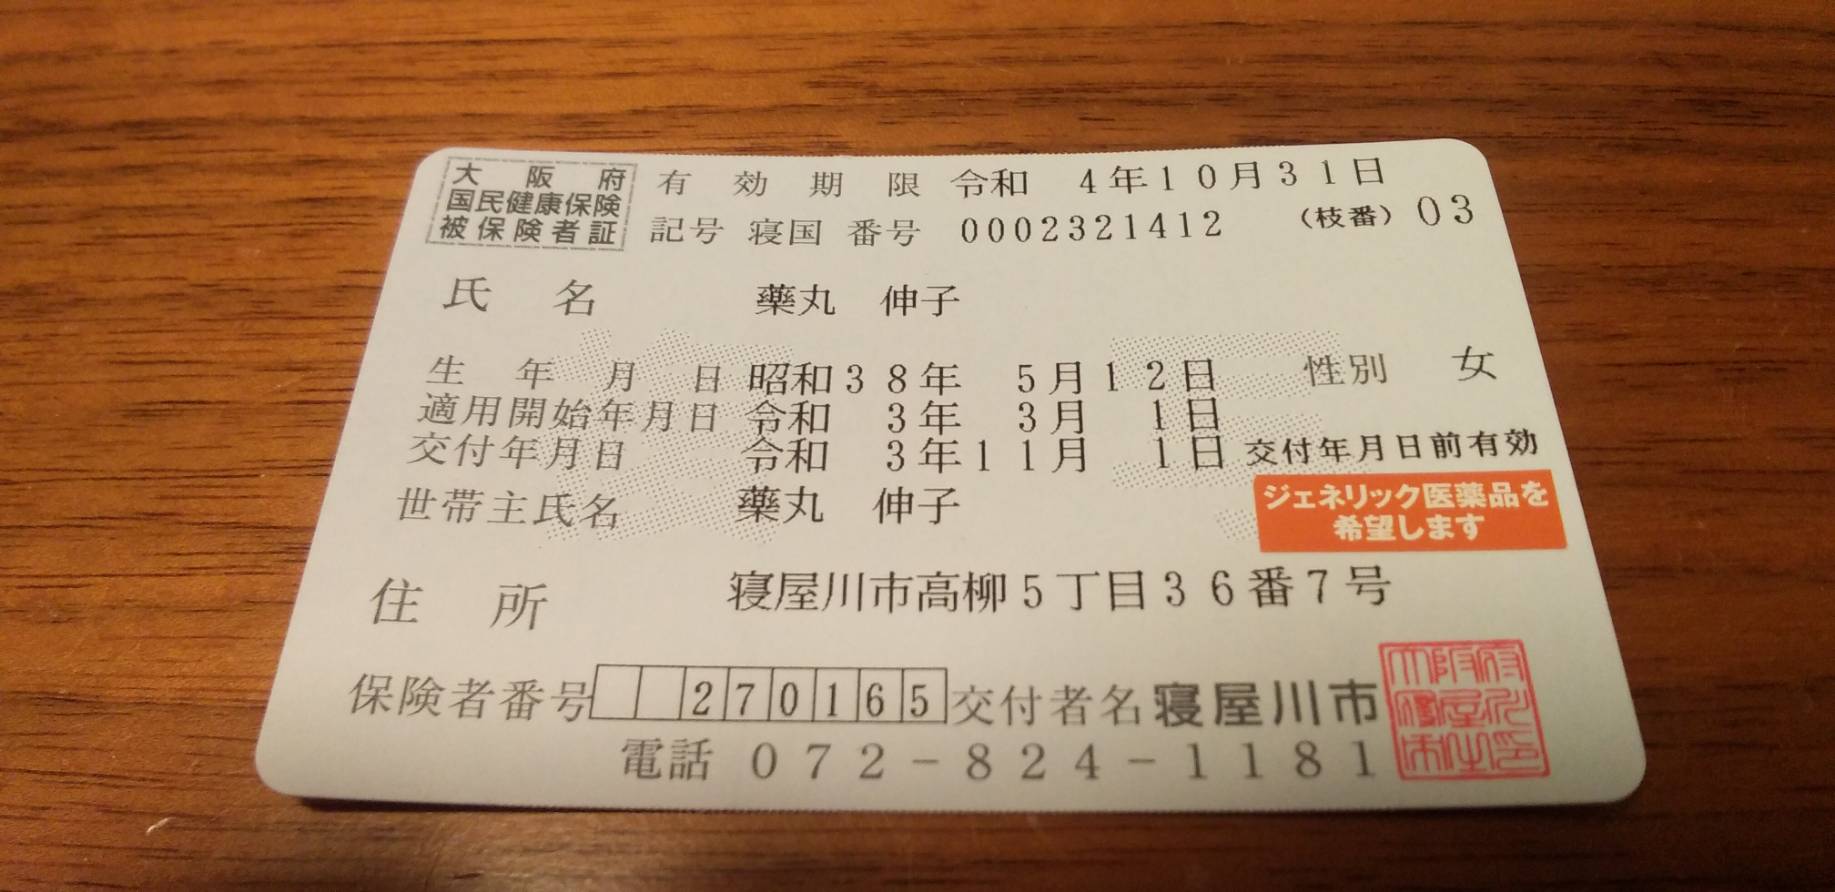 大阪府
国民健康保険
被保険者証
有効期限 令和 4年10月31日
記号 寝国 番号 0002321412 (枝番) 03
氏名 藥丸 伸子
生年月日 昭和38年 5月12日 性別 女
適用開始年月日 令和 3年 3月 1日
交付年月日 令和 3年11月 1日 交付年月日前有効
世帯主氏名 藥丸 伸子
ジェネリック医薬品を
希望します
住所 寝屋川市高柳5丁目36番7号
保険者番号 270165 交付者名 寝屋川市
電話 072-824-1181